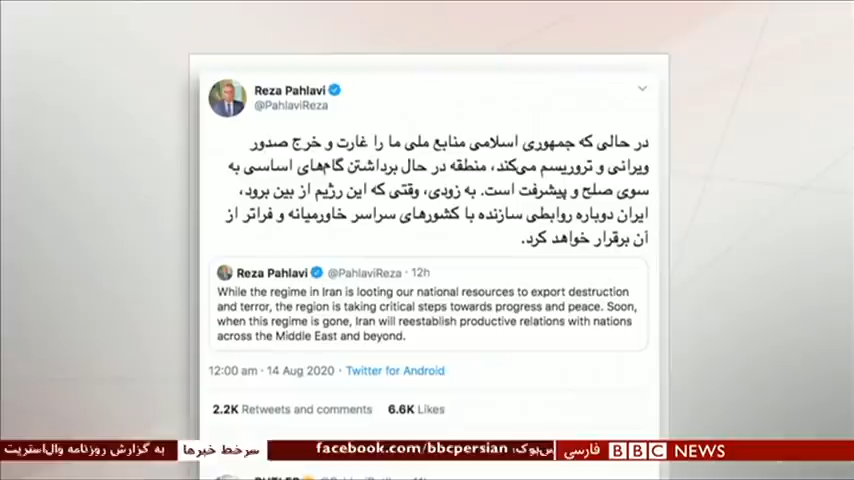 Reza Pahlavi
@PahlaviReza
در حالی که جمهوری اسلامی منابع ملی ما را غارت و خرج صدور
ویرانی و تروریسم می‌کند، منطقه در حال برداشتن گام‌های اساسی به
سوی صلح و پیشرفت است. به زودی، وقتی که این رژیم از بین برود،
ایران دوباره روابطی سازنده با کشورهای سراسر خاورمیانه و فراتر از
آن برقرار خواهد کرد.
Reza Pahlavi @PahlaviReza · 12h
While the regime in Iran is looting our national resources to export destruction
and terror, the region is taking critical steps towards progress and peace. Soon,
when this regime is gone, Iran will reestablish productive relations with nations
across the Middle East and beyond.
12:00 am · 14 Aug 2020 · Twitter for Android
2.2K Retweets and comments 6.6K Likes
به گزارش روزنامه وال‌استریت
سرخط خبرها
facebook.com/bbcpersian
فارسی BBC NEWS